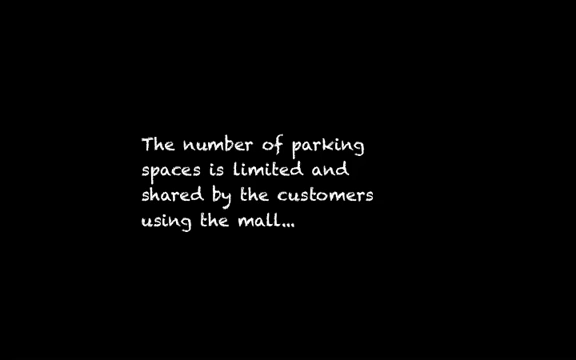 The number of parking
spaces is limited and
shared by the customers
using the mall...